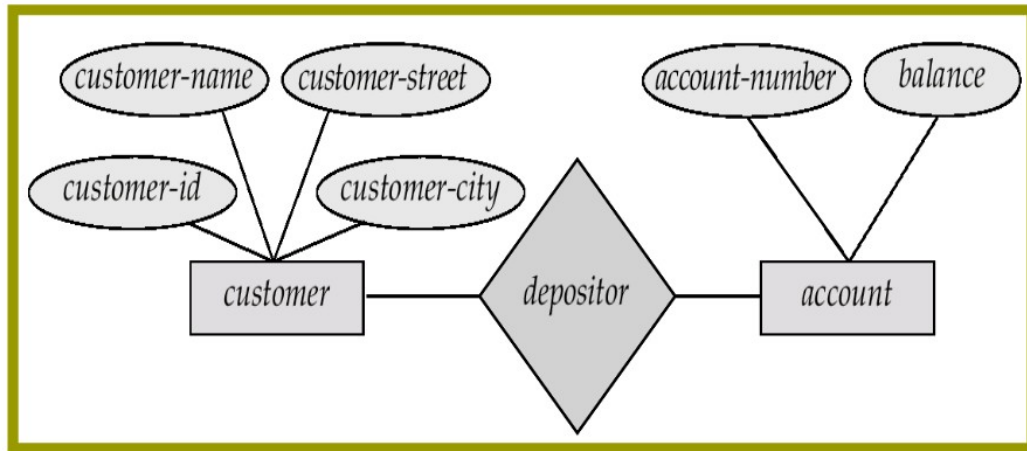 customer-name customer-street account-number balance
customer-id customer-city
customer depositor account